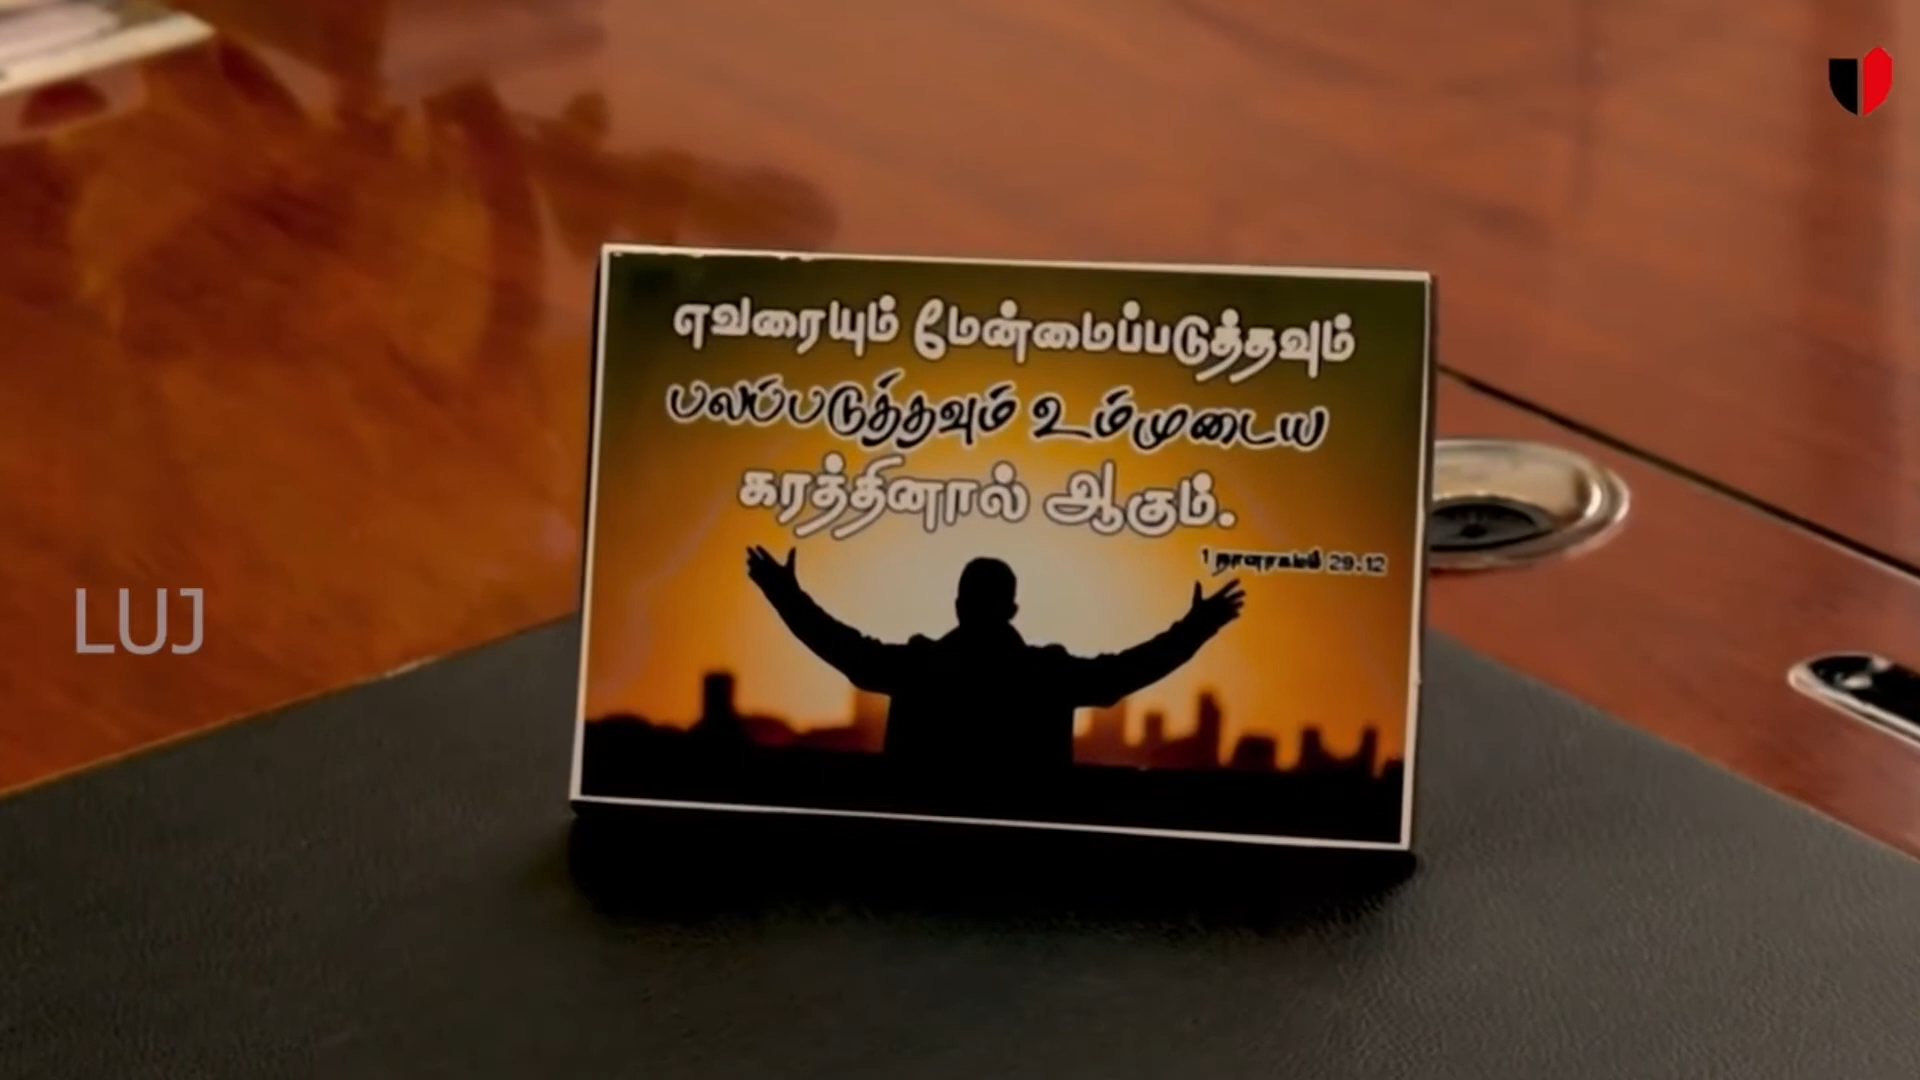 எவரையும் மேன்மைப்படுத்தவும்
பலப்படுத்தவும் உம்முடைய
கரத்தினால் ஆகும்.
1 நாளாகமம் 29.12
LUJ